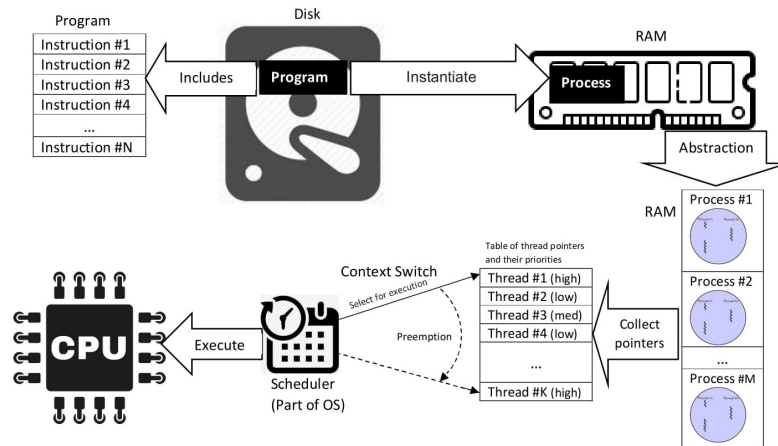 Program
Instruction #1
Instruction #2
Instruction #3
Instruction #4
...
Instruction #N
Includes
Disk
Program
Instantiate
RAM
Process
Abstraction
RAM
Process #1
Process #2
...
Process #M
Collect
pointers
Table of thread pointers
and their priorities
Thread #1 (high)
Thread #2 (low)
Thread #3 (med)
Thread #4 (low)
...
Thread #K (high)
Context Switch
Select for execution
Preemption
Scheduler
(Part of OS)
Execute
CPU